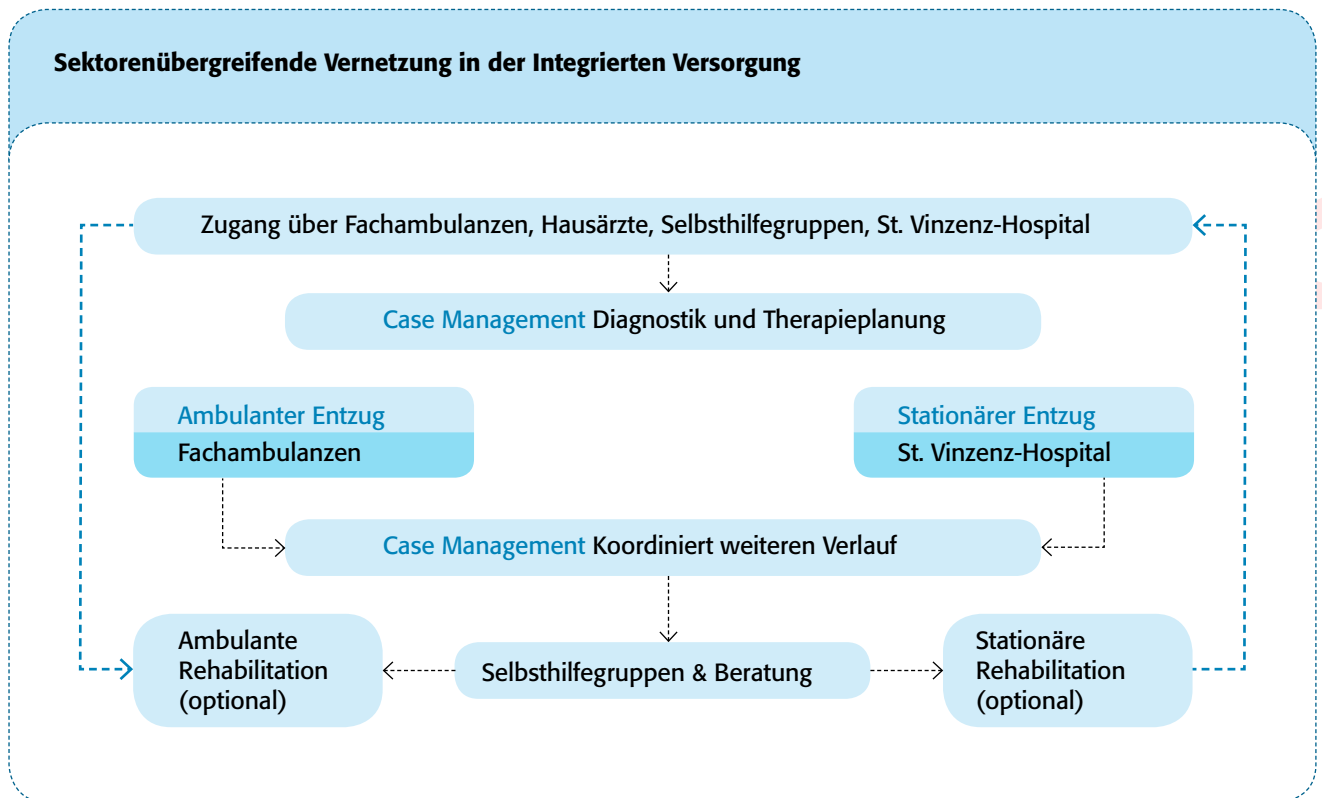 Sektorenübergreifende Vernetzung in der Integrierten Versorgung
Zugang über Fachambulanzen, Hausärzte, Selbsthilfegruppen, St. Vinzenz-Hospital
Case Management Diagnostik und Therapieplanung
Ambulanter Entzug
Fachambulanzen
Stationärer Entzug
St. Vinzenz-Hospital
Case Management Koordiniert weiteren Verlauf
Ambulante
Rehabilitation
(optional)
Selbsthilfegruppen & Beratung
Stationäre
Rehabilitation
(optional)